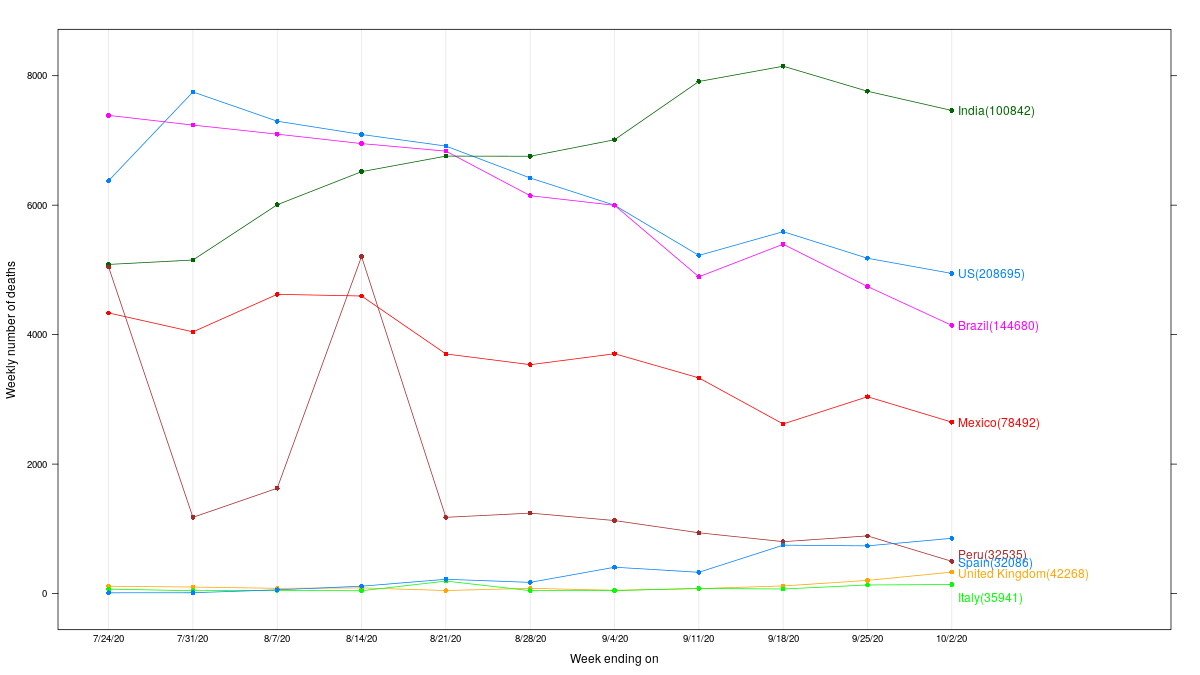 8000
India(100842)
6000
US(208695)
Brazil(144680)
Weekly number of deaths
4000
Mexico(78492)
2000
Peru(32535)
Spain(32086)
United Kingdom(42268)
0
Italy(35941)
7/24/20 7/31/20 8/7/20 8/14/20 8/21/20 8/28/20 9/4/20 9/11/20 9/18/20 9/25/20 10/2/20
Week ending on